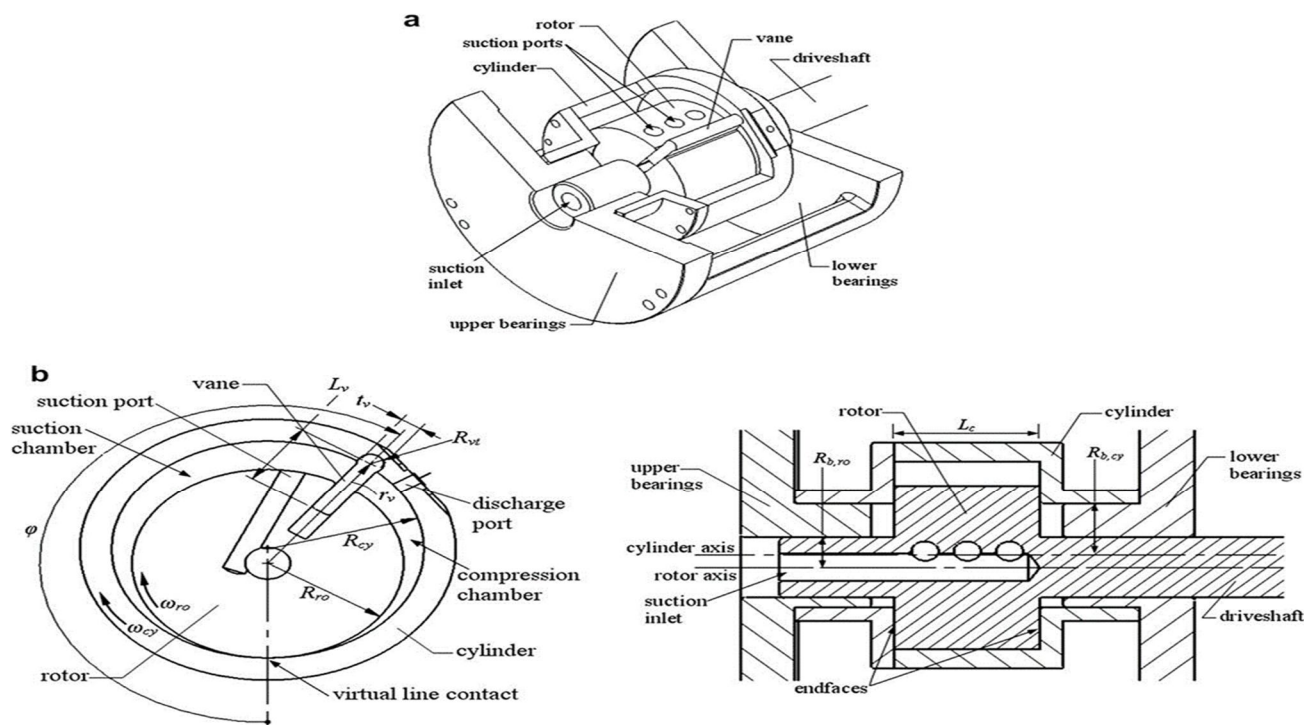 a
rotor
suction ports
cylinder
vane
driveshaft
suction
inlet
lower
bearings
upper bearings
b
vane
L_v
t_v
suction port
R_vt
suction
chamber
r_v
discharge
port
φ
R_cy
compression
chamber
R_ro
ω_ro
ω_cy
cylinder
rotor
virtual line contact
rotor
L_c
cylinder
R_b,ro
R_b,cy
upper
bearings
lower
bearings
cylinder axis
rotor axis
suction
inlet
driveshaft
endfaces